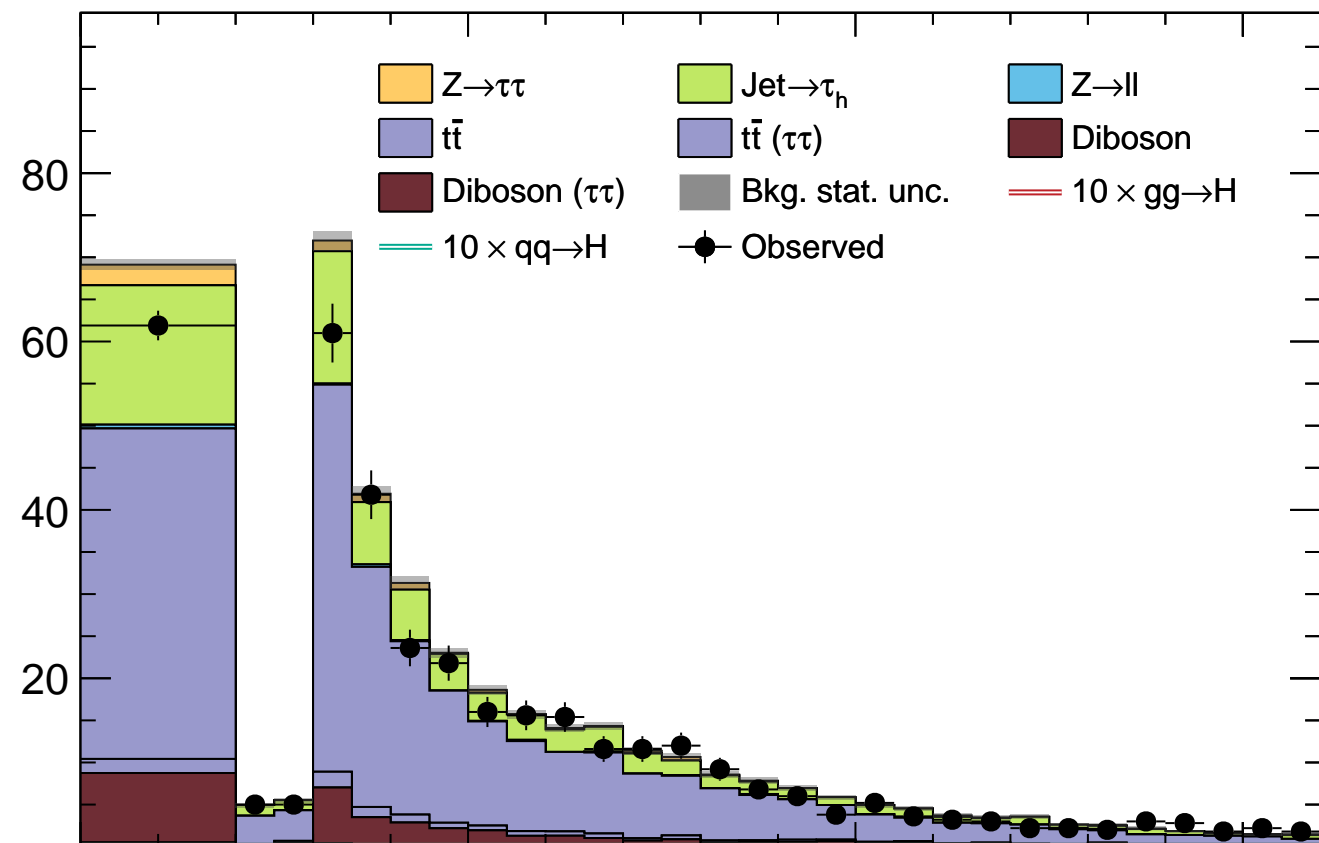 Z→ττ Jet→τh Z→ll
tt̄ tt̄ (ττ) Diboson
Diboson (ττ) Bkg. stat. unc. 10 × gg→H
10 × qq→H Observed
80
60
40
20